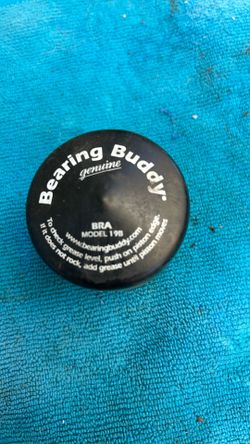 Bearing Buddy®
genuine
BRA
MODEL 19B
www.bearingbuddy.com
To check grease level, push on piston edge.
If it does not rock, add grease until piston moves